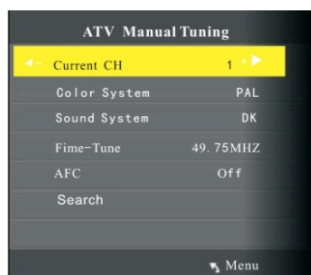 ATV Manual Tuning
- Current CH 1 +
Color System PAL
Sound System DK
Fime-Tune 49.75MHZ
AFC Off
Search
Menu